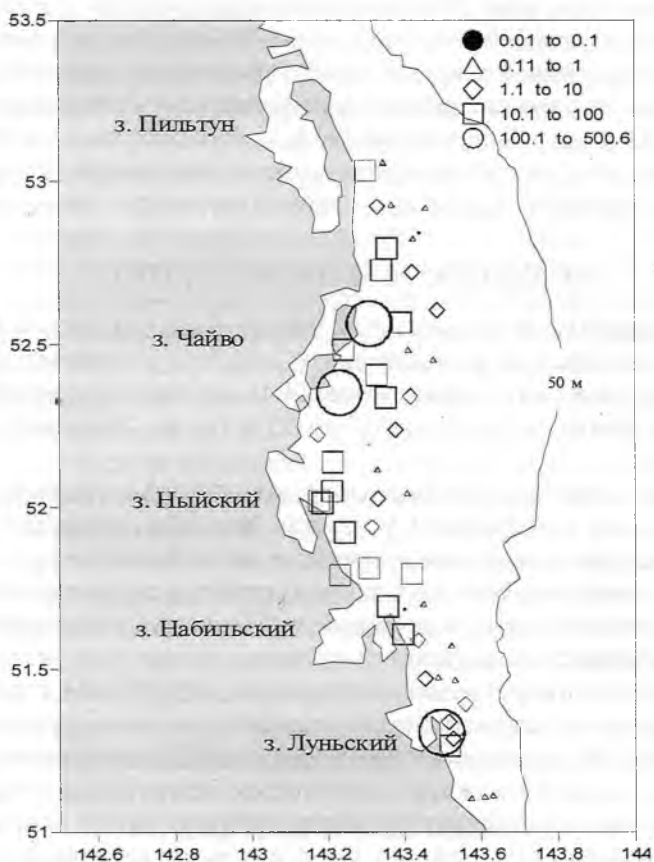 53.5
0.01 to 0.1
0.11 to 1
1.1 to 10
10.1 to 100
100.1 to 500.6
з. Пильтун
53
з. Чайво
52.5
50 м
з. Ныйский
52
з. Набильский
51.5
з. Луньский
51
142.6 142.8 143 143.2 143.4 143.6 143.8 144